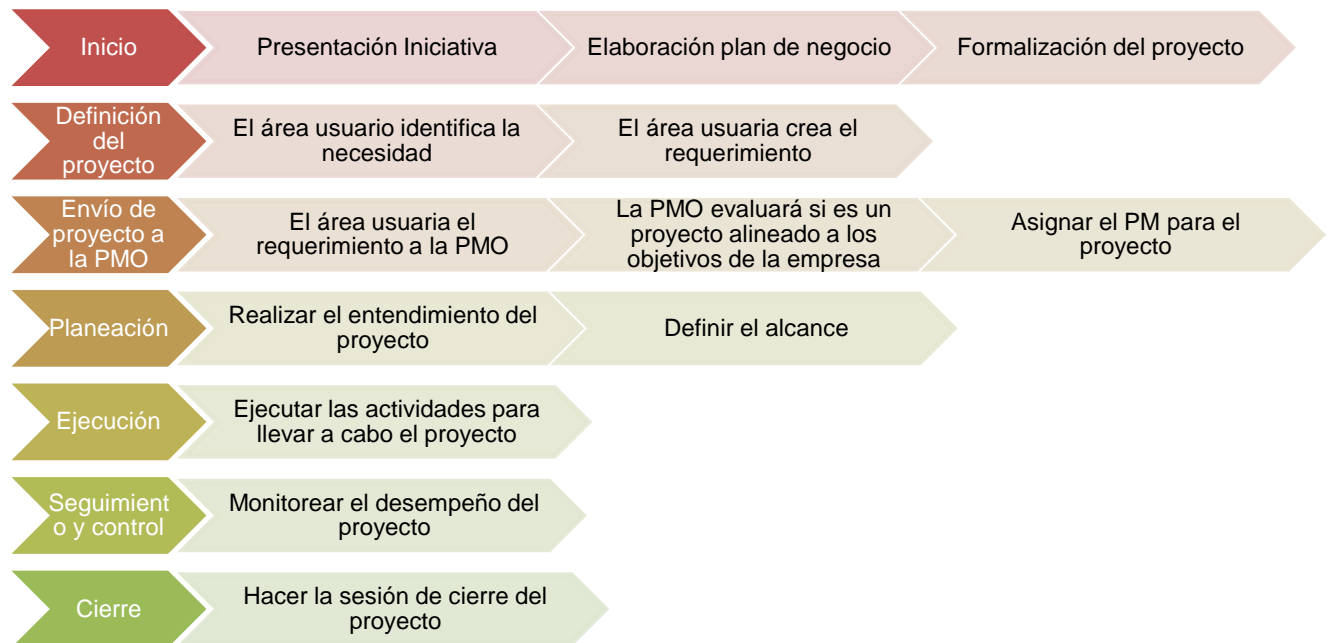 Inicio
Presentación Iniciativa
Elaboración plan de negocio
Formalización del proyecto
Definición
del
proyecto
El área usuario identifica la
necesidad
El área usuaria crea el
requerimiento
Envío de
proyecto a
la PMO
El área usuaria el
requerimiento a la PMO
La PMO evaluará si es un
proyecto alineado a los
objetivos de la empresa
Asignar el PM para el
proyecto
Planeación
Realizar el entendimiento del
proyecto
Definir el alcance
Ejecución
Ejecutar las actividades para
llevar a cabo el proyecto
Seguimient
o y control
Monitorear el desempeño del
proyecto
Cierre
Hacer la sesión de cierre del
proyecto